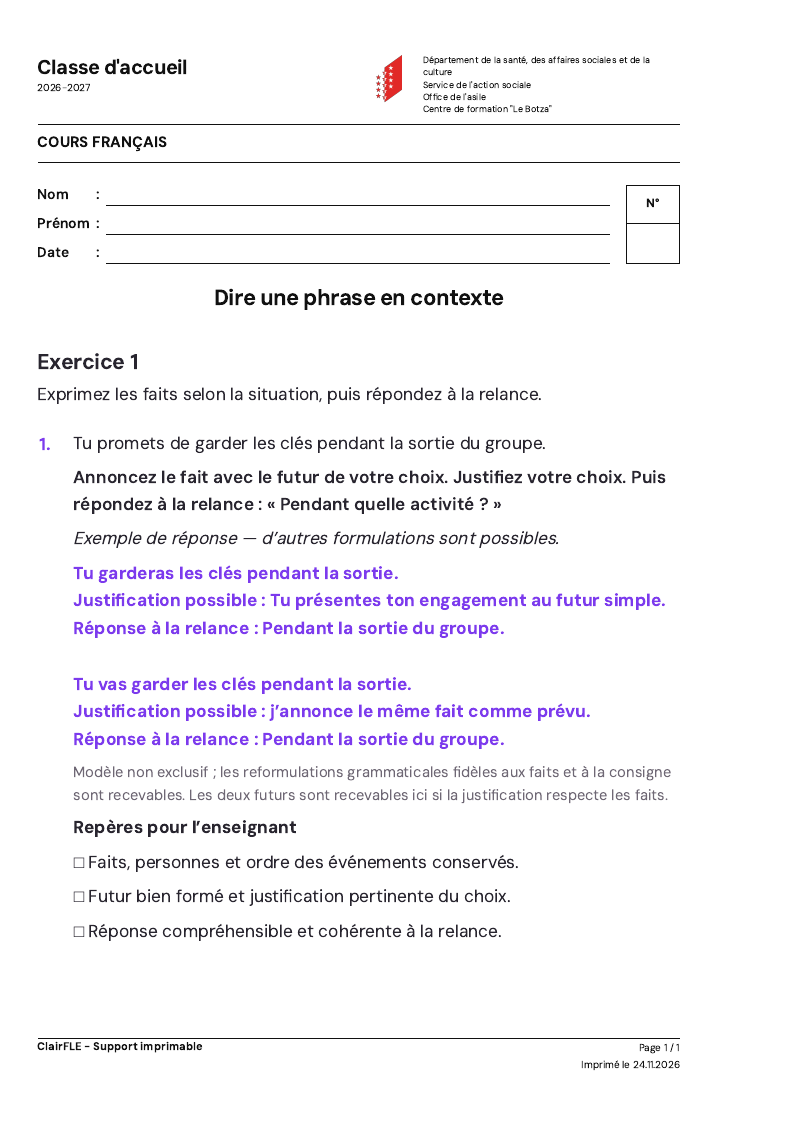 Classe d'accueil
2026-2027
Département de la santé, des affaires sociales et de la
culture
Service de l'action sociale
Office de l'asile
Centre de formation "Le Botza"
COURS FRANÇAIS
Nom :
Prénom :
Date :
N°
Dire une phrase en contexte
Exercice 1
Exprimez les faits selon la situation, puis répondez à la relance.
1. Tu promets de garder les clés pendant la sortie du groupe.
Annoncez le fait avec le futur de votre choix. Justifiez votre choix. Puis
répondez à la relance : « Pendant quelle activité ? »
Exemple de réponse — d’autres formulations sont possibles.
Tu garderas les clés pendant la sortie.
Justification possible : Tu présentes ton engagement au futur simple.
Réponse à la relance : Pendant la sortie du groupe.
Tu vas garder les clés pendant la sortie.
Justification possible : j’annonce le même fait comme prévu.
Réponse à la relance : Pendant la sortie du groupe.
Modèle non exclusif ; les reformulations grammaticales fidèles aux faits et à la consigne
sont recevables. Les deux futurs sont recevables ici si la justification respecte les faits.
Repères pour l’enseignant
☐ Faits, personnes et ordre des événements conservés.
☐ Futur bien formé et justification pertinente du choix.
☐ Réponse compréhensible et cohérente à la relance.
ClairFLE - Support imprimable
Page 1 / 1
Imprimé le 24.11.2026